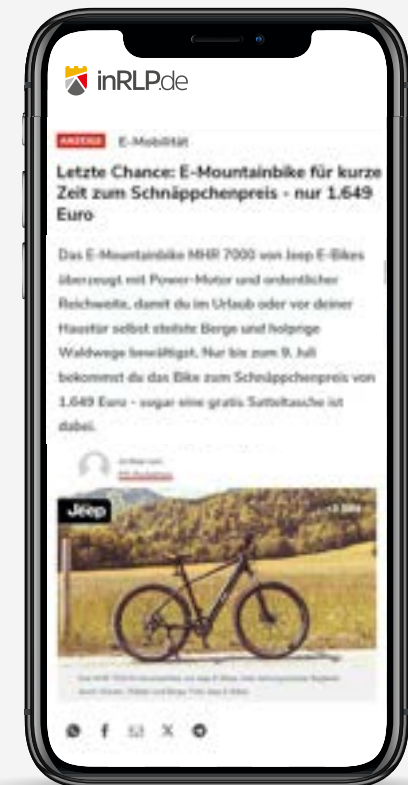 inRLP.de
ANZEIGE E-Mobilität
Letzte Chance: E-Mountainbike für kurze
Zeit zum Schnäppchenpreis - nur 1.649
Euro
Das E-Mountainbike MHR 7000 von Jeep E-Bikes
überzeugt mit Power-Motor und ordentlicher
Reichweite, damit du im Urlaub oder vor deiner
Haustür selbst steilste Berge und holprige
Waldwege bewältigst. Nur bis zum 9. Juli
bekommst du das Bike zum Schnäppchenpreis von
1.649 Euro - sogar eine gratis Satteltasche ist
dabei.
Jeep